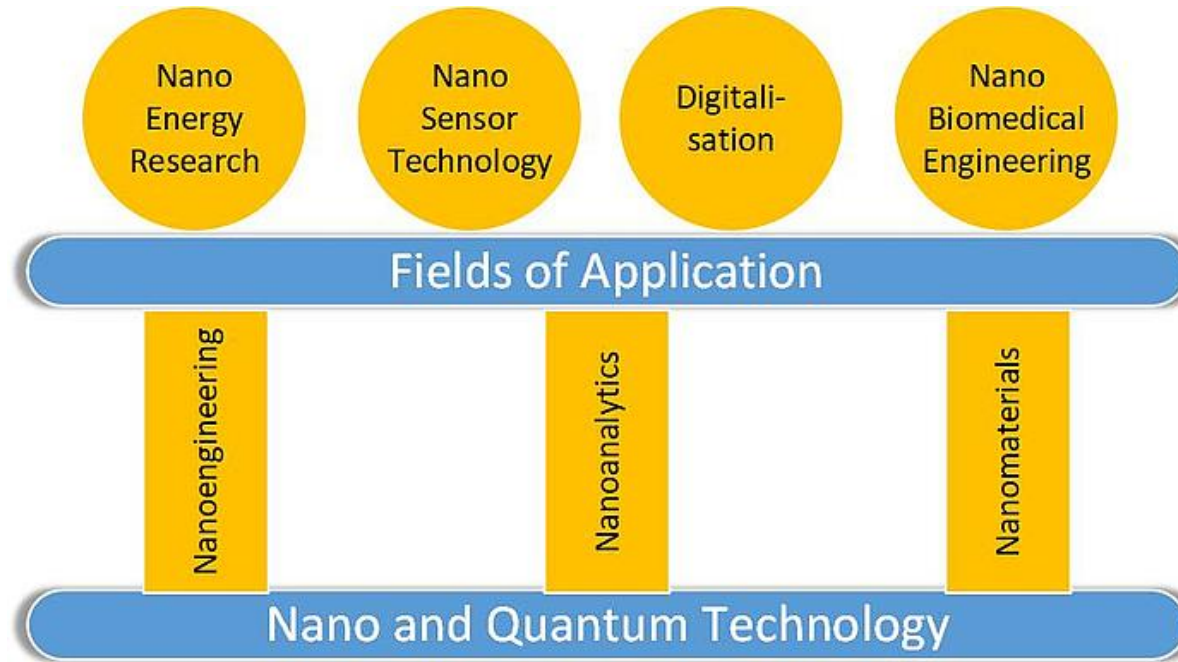 Nano
Energy
Research
Nano
Sensor
Technology
Digitali-
sation
Nano
Biomedical
Engineering
Fields of Application
Nanoengineering
Nanoanalytics
Nanomaterials
Nano and Quantum Technology